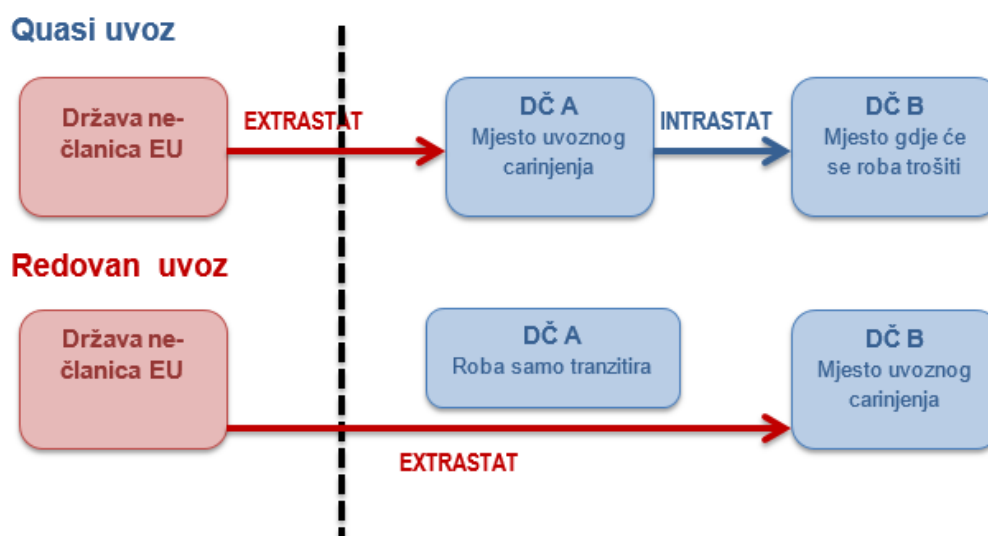 Quasi uvoz
Država ne-
članica EU
EXTRASTAT
DČ A
Mjesto uvoznog
carinjenja
INTRASTAT
DČ B
Mjesto gdje će
se roba trošiti
Redovan uvoz
Država ne-
članica EU
DČ A
Roba samo tranzitira
DČ B
Mjesto uvoznog
carinjenja
EXTRASTAT